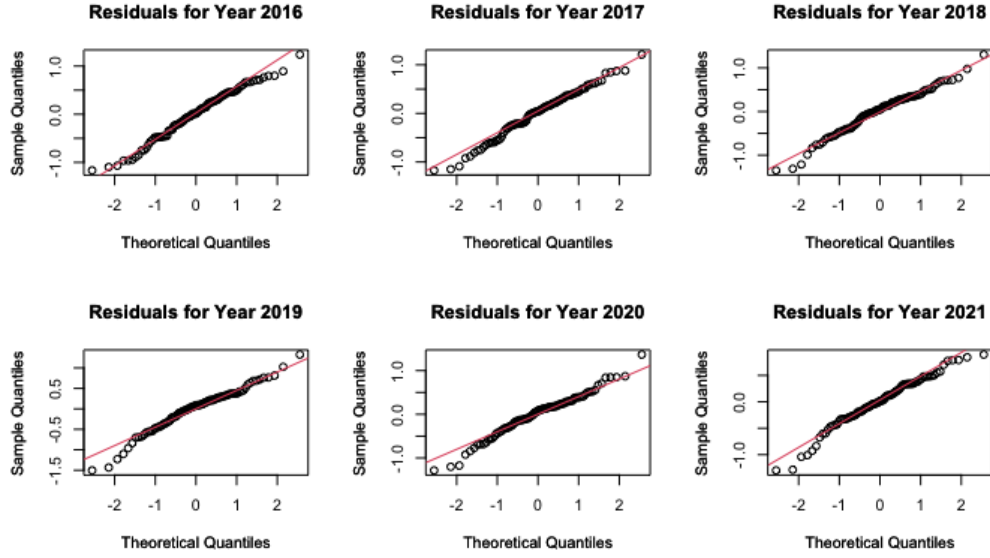 Residuals for Year 2016
Residuals for Year 2017
Residuals for Year 2018
Sample Quantiles
-1.0 0.0 1.0
Sample Quantiles
-1.0 0.0 1.0
Sample Quantiles
-1.0 0.0 1.0
-2 -1 0 1 2
-2 -1 0 1 2
-2 -1 0 1 2
Theoretical Quantiles
Theoretical Quantiles
Theoretical Quantiles
Residuals for Year 2019
Residuals for Year 2020
Residuals for Year 2021
Sample Quantiles
-1.5 -0.5 0.5
Sample Quantiles
-1.0 0.0 1.0
Sample Quantiles
-1.0 0.0
-2 -1 0 1 2
-2 -1 0 1 2
-2 -1 0 1 2
Theoretical Quantiles
Theoretical Quantiles
Theoretical Quantiles